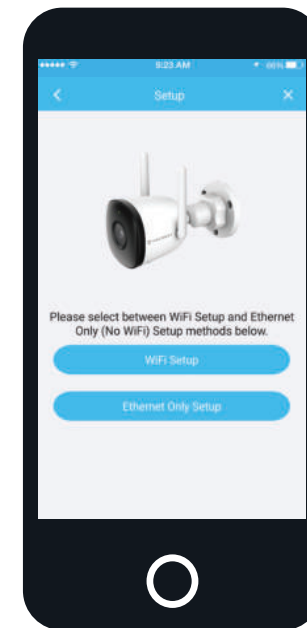 9:23 AM
Setup
Please select between WiFi Setup and Ethernet
Only (No WiFi) Setup methods below.
WiFi Setup
Ethernet Only Setup